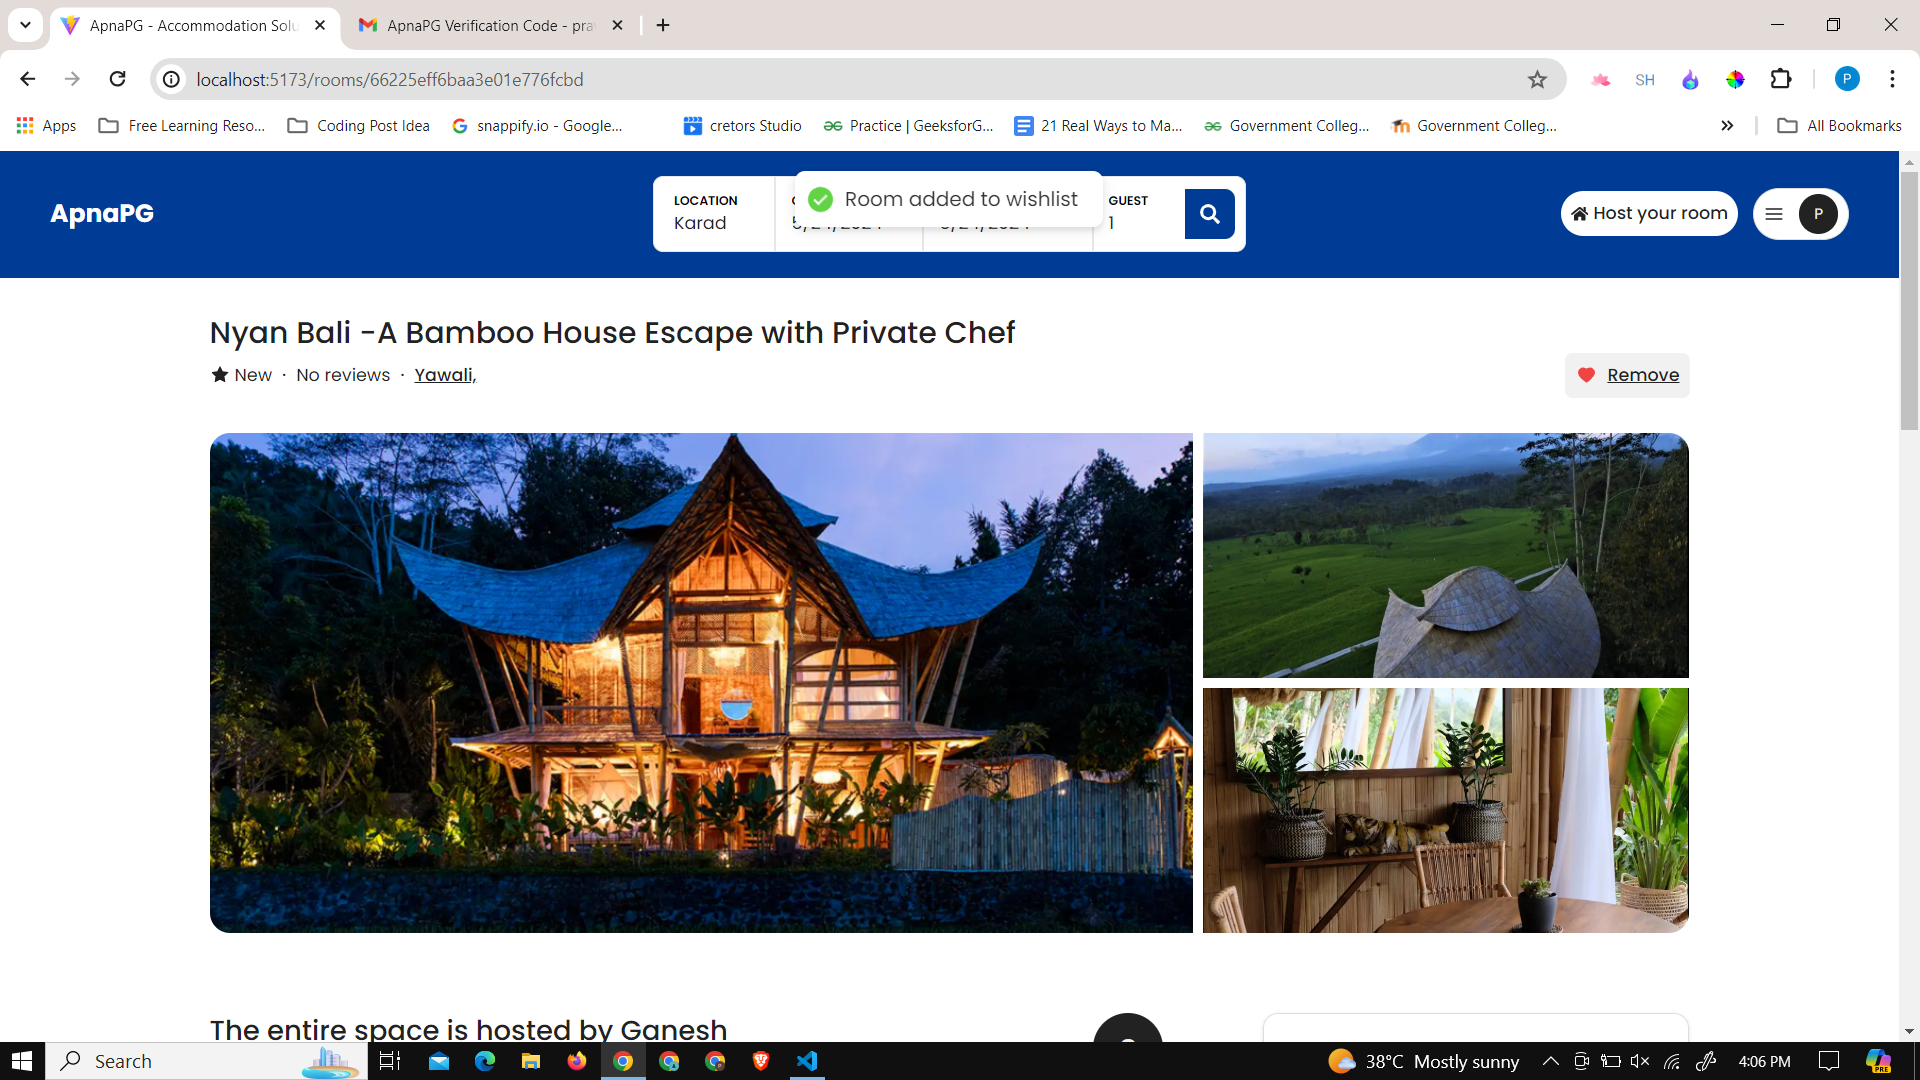 ApnaPG - Accommodation Solu
ApnaPG Verification Code - pra
localhost:5173/rooms/66225eff6baa3e01e776fcbd
SH
P
Apps
Free Learning Reso...
Coding Post Idea
snappify.io - Google...
cretors Studio
Practice | GeeksforG...
21 Real Ways to Ma...
Government Colleg...
Government Colleg...
All Bookmarks
ApnaPG
LOCATION
Karad
Room added to wishlist
GUEST
1
Host your room
P
Nyan Bali -A Bamboo House Escape with Private Chef
New · No reviews · Yawali,
Remove
The entire space is hosted by Ganesh
Search
38°C Mostly sunny
4:06 PM
PRE